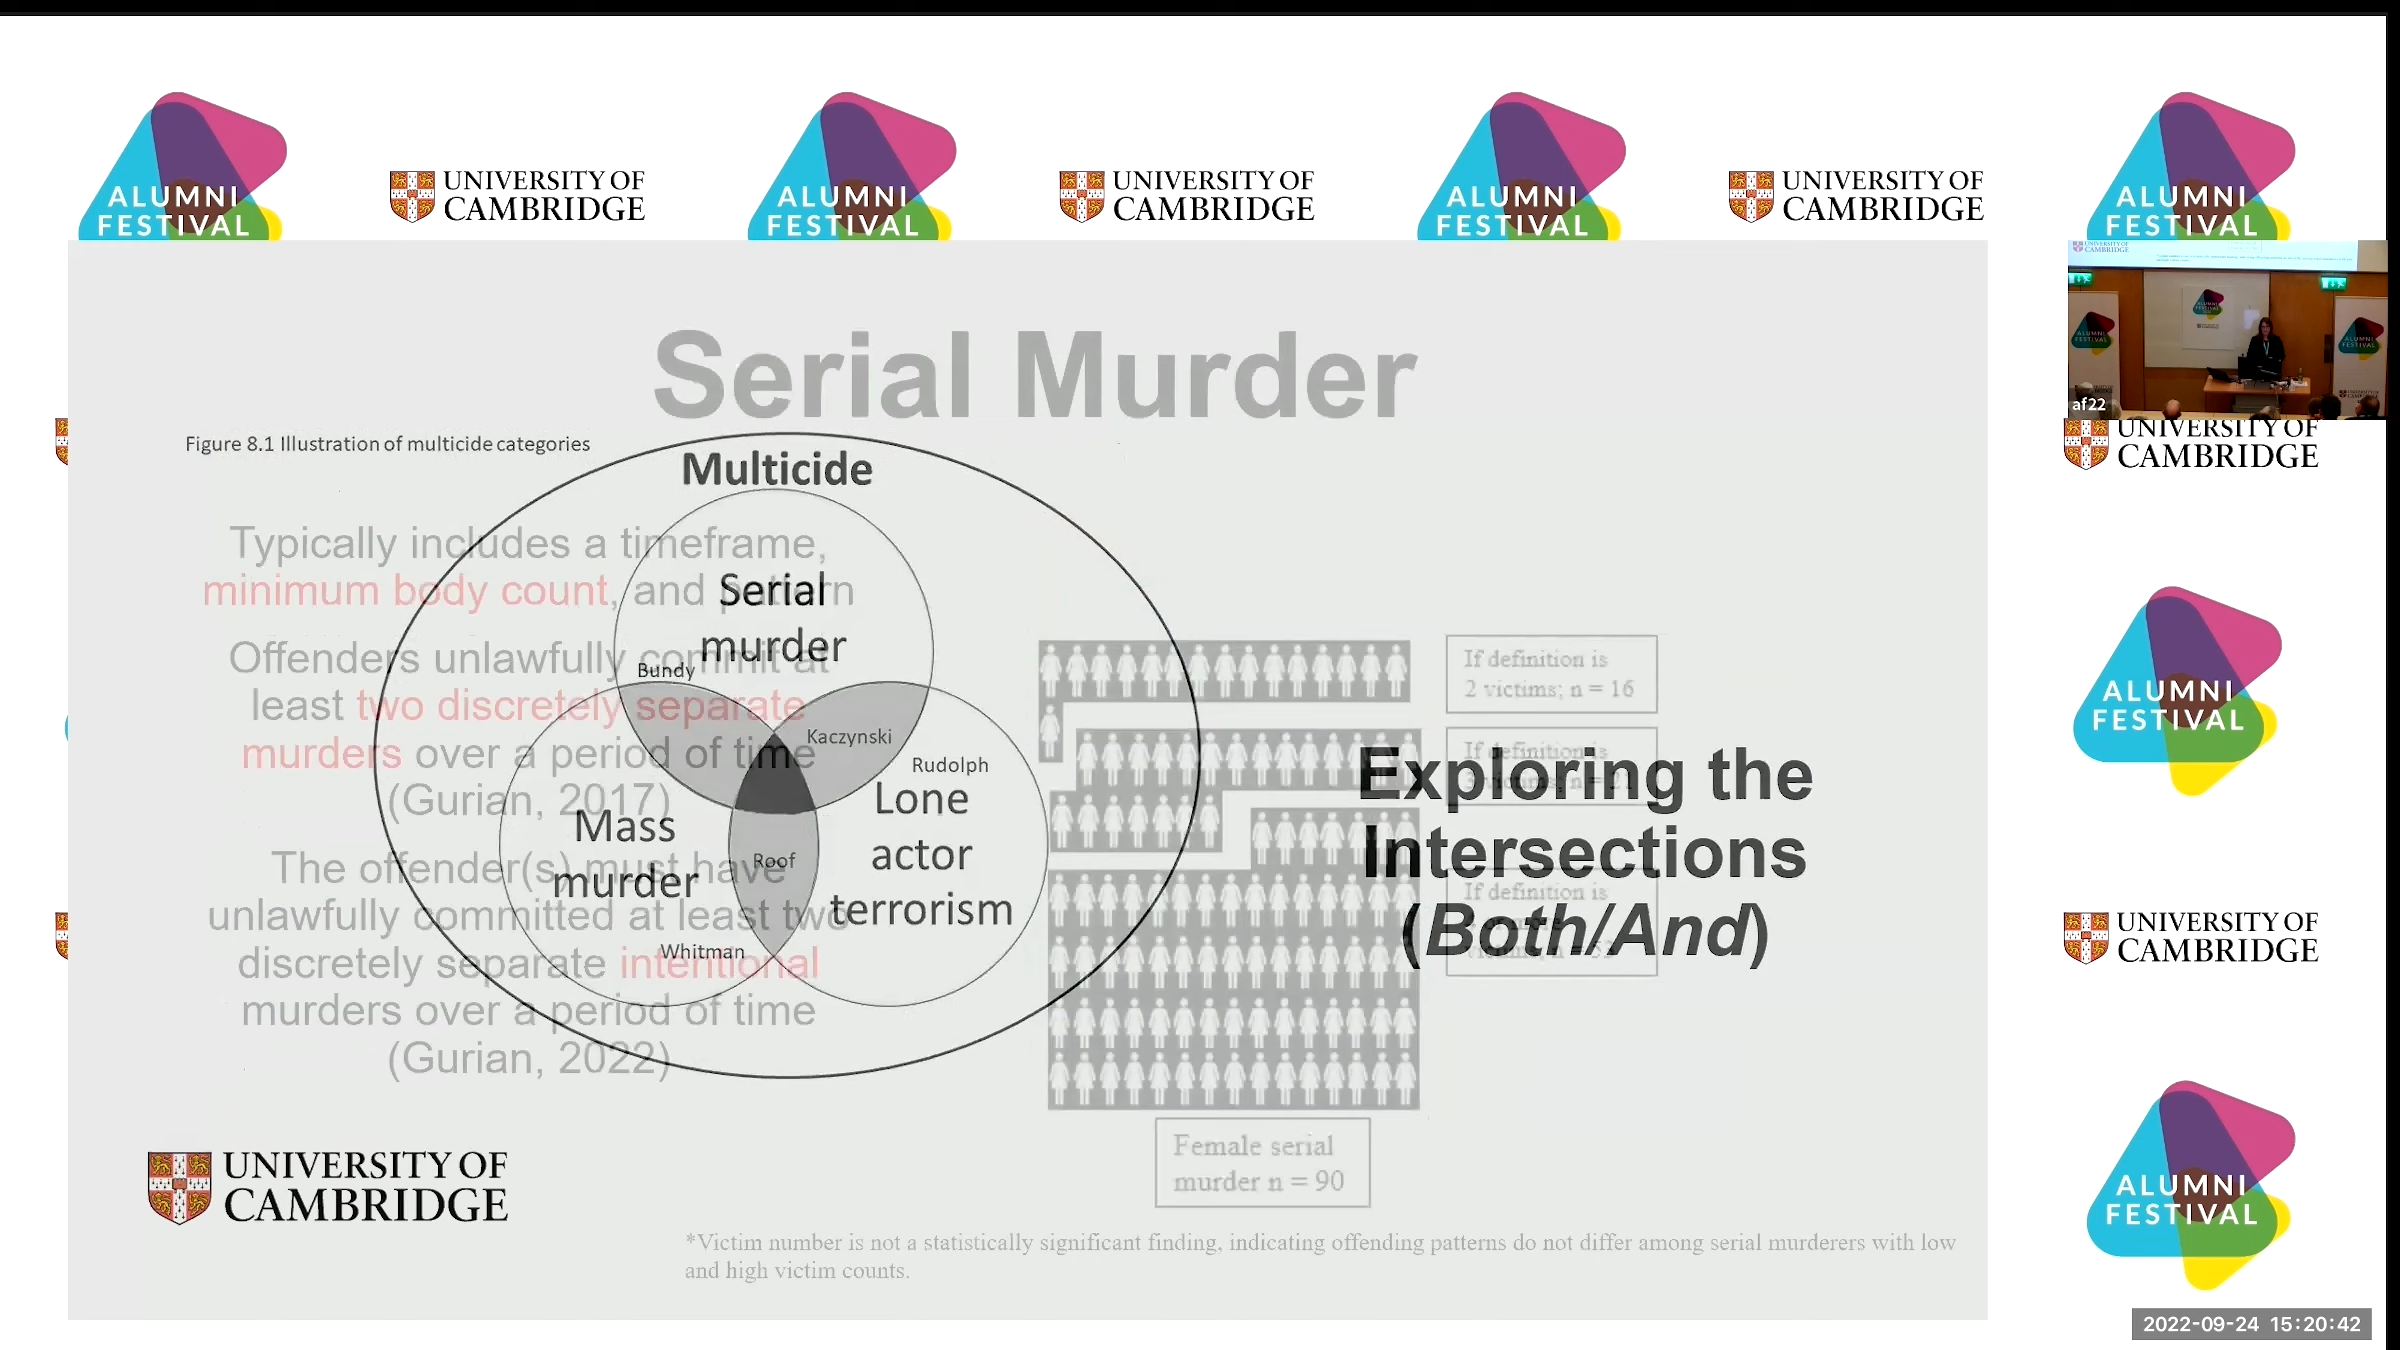 ALUMNI
FESTIVAL
UNIVERSITY OF
CAMBRIDGE
ALUMNI
FESTIVAL
UNIVERSITY OF
CAMBRIDGE
ALUMNI
FESTIVAL
UNIVERSITY OF
CAMBRIDGE
ALUMNI
FESTIVAL
Serial Murder
Figure 8.1 Illustration of multicide categories
Multicide
Typically includes a timeframe,
minimum body count, and pattern
Offenders unlawfully commit at
least two discretely separate
murders over a period of time
(Gurian, 2017)
The offender(s) must have
unlawfully committed at least two
discretely separate intentional
murders over a period of time
(Gurian, 2022)
Serial
murder
Bundy
Kaczynski
Rudolph
Lone
actor
terrorism
Mass
murder
Roof
Whitman
If definition is
2 victims; n = 16
If definition is
If definition is
Exploring the
Intersections
(Both/And)
Female serial
murder n = 90
*Victim number is not a statistically significant finding, indicating offending patterns do not differ among serial murderers with low
and high victim counts.
UNIVERSITY OF
CAMBRIDGE
af22
UNIVERSITY OF
CAMBRIDGE
ALUMNI
FESTIVAL
UNIVERSITY OF
CAMBRIDGE
ALUMNI
FESTIVAL
2022-09-24 15:20:42